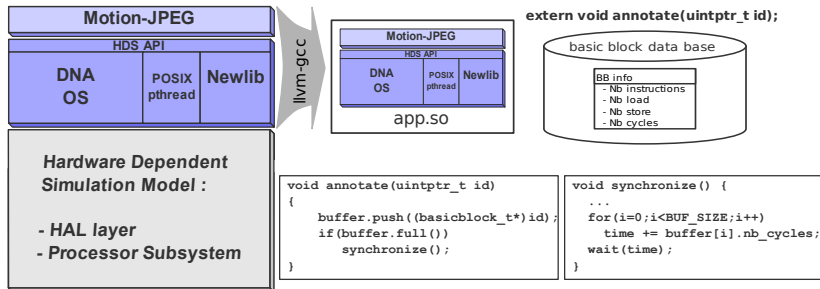 Motion-JPEG
HDS API
DNA
OS
POSIX
pthread
Newlib
Hardware Dependent
Simulation Model :
- HAL layer
- Processor Subsystem
llvm-gcc
Motion-JPEG
HDS API
DNA
OS
POSIX
pthread
Newlib
app.so
extern void annotate(uintptr_t id);
basic block data base
BB info
- Nb instructions
- Nb load
- Nb store
- Nb cycles
void annotate(uintptr_t id)
{
buffer.push((basicblock_t*)id);
if(buffer.full())
synchronize();
}
void synchronize() {
...
for(i=0;i<BUF_SIZE;i++)
time += buffer[i].nb_cycles;
wait(time);
}